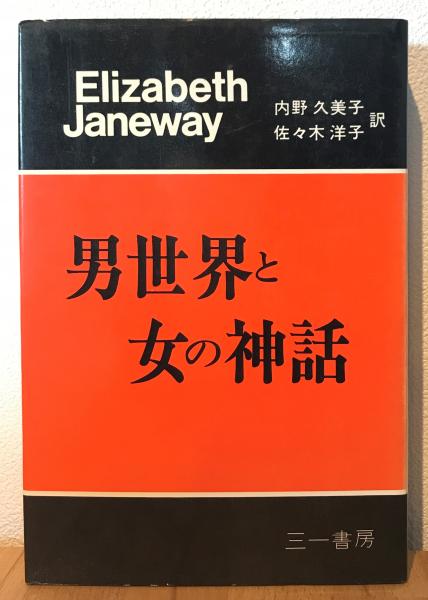 Elizabeth
Janeway
内野 久美子
佐々木 洋子
訳
男世界と
女の神話
三一書房